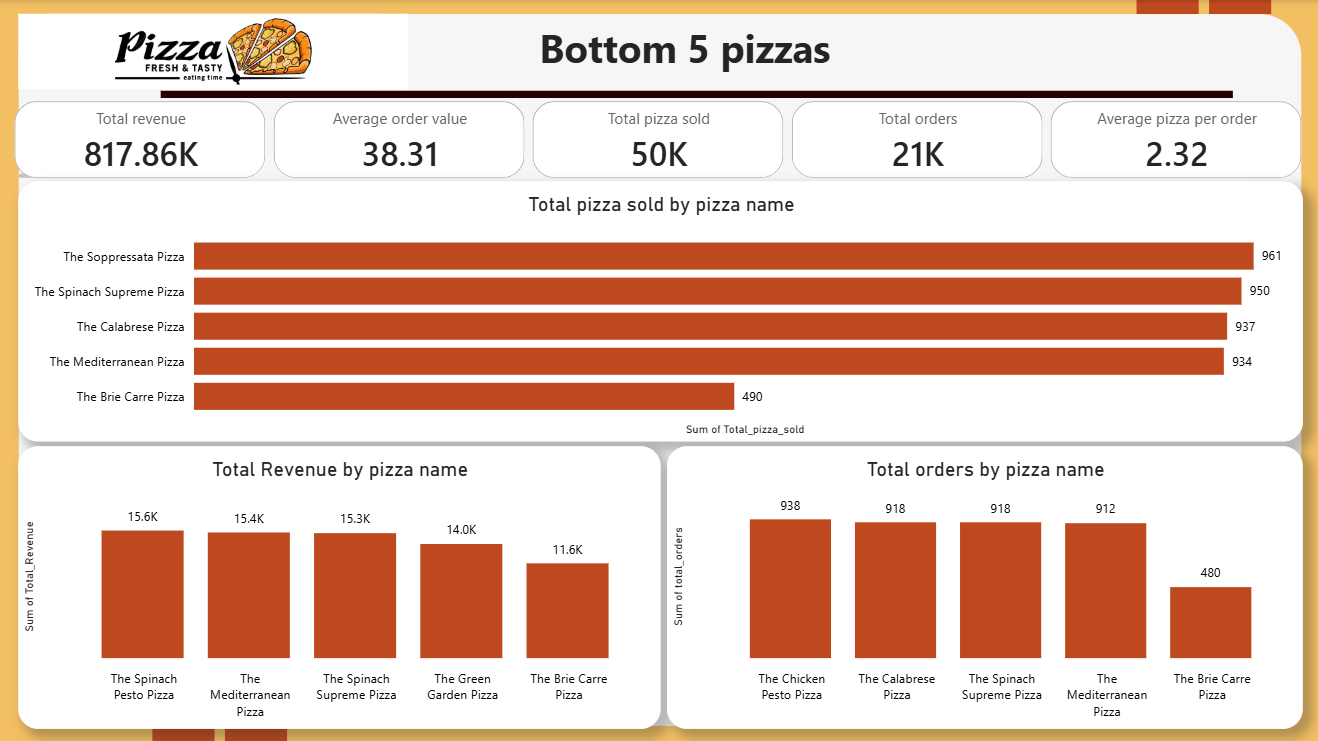 Pizza
FRESH & TASTY
eating time
Bottom 5 pizzas
Total revenue
817.86K
Average order value
38.31
Total pizza sold
50K
Total orders
21K
Average pizza per order
2.32
Total pizza sold by pizza name
The Soppressata Pizza 961
The Spinach Supreme Pizza 950
The Calabrese Pizza 937
The Mediterranean Pizza 934
The Brie Carre Pizza 490
Sum of Total_pizza_sold
Total Revenue by pizza name
Sum of Total_Revenue
15.6K
15.4K
15.3K
14.0K
11.6K
The Spinach
Pesto Pizza
The
Mediterranean
Pizza
The Spinach
Supreme Pizza
The Green
Garden Pizza
The Brie Carre
Pizza
Total orders by pizza name
Sum of total_orders
938
918
918
912
480
The Chicken
Pesto Pizza
The Calabrese
Pizza
The Spinach
Supreme Pizza
The
Mediterranean
Pizza
The Brie Carre
Pizza